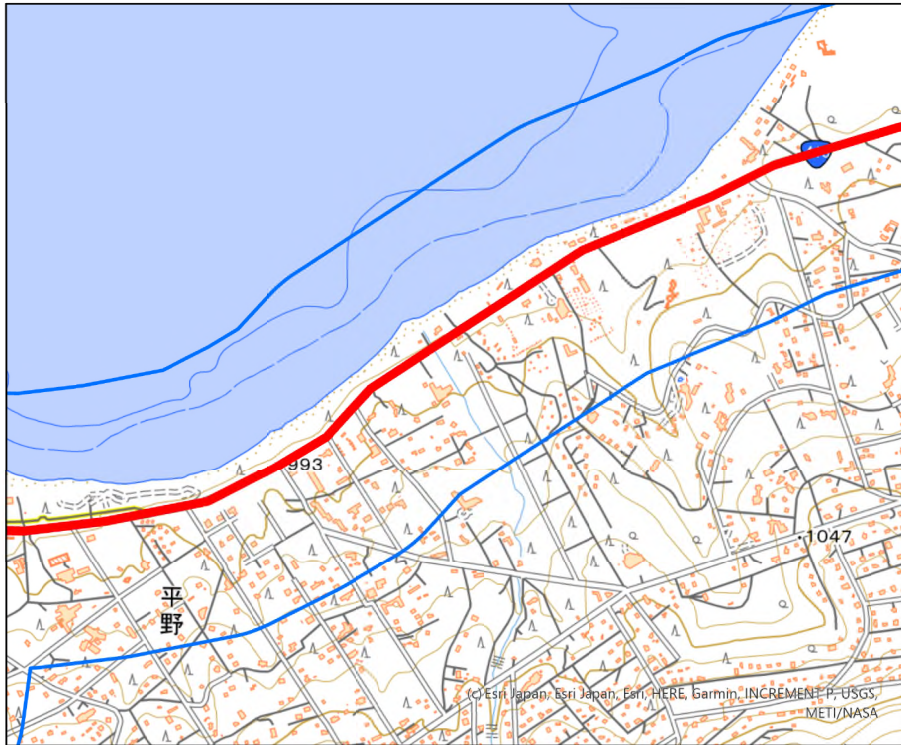 993
・1047
平
野
(c) Esri Japan, Esri Japan, Esri, HERE, Garmin, INCREMENT P, USGS,
METI/NASA